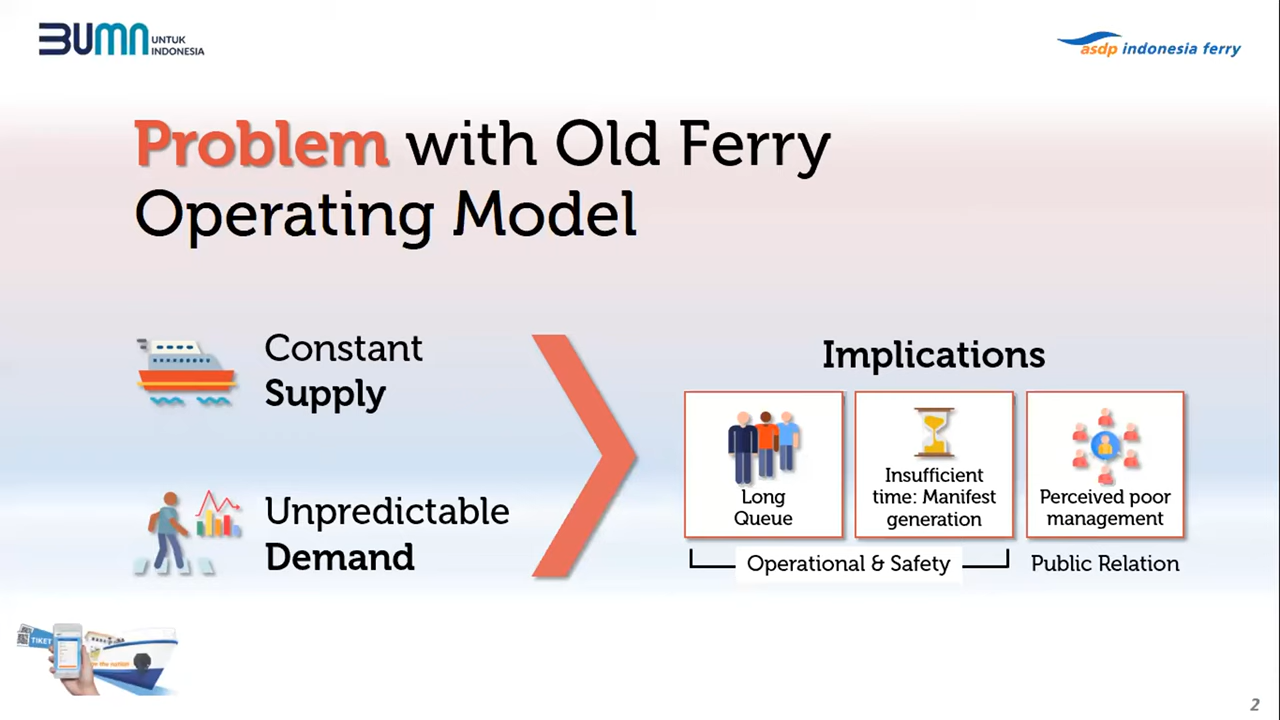 BUMN UNTUK
INDONESIA
asdp indonesia ferry
Problem with Old Ferry
Operating Model
Constant
Supply
Unpredictable
Demand
Implications
Long
Queue
Insufficient
time: Manifest
generation
Perceived poor
management
Operational & Safety
Public Relation
TIKET
2